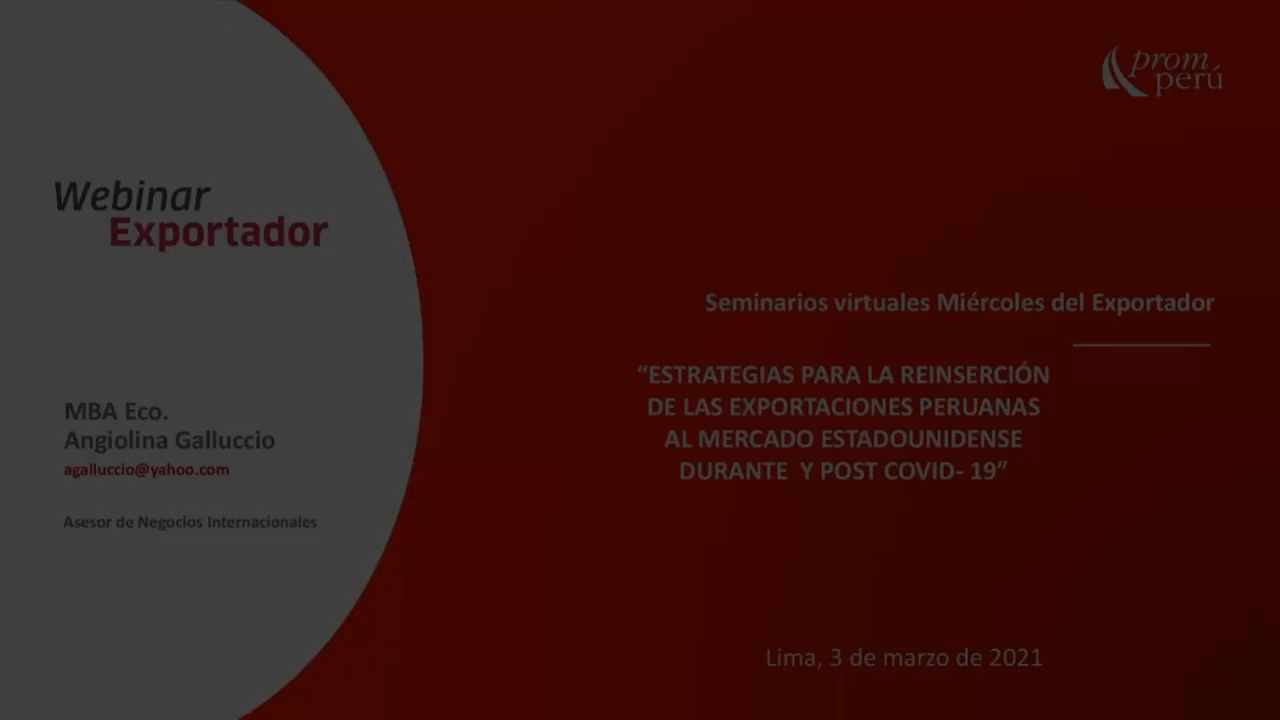 prom
perú
Webinar
Exportador
Seminarios virtuales Miércoles del Exportador
“ESTRATEGIAS PARA LA REINSERCIÓN
DE LAS EXPORTACIONES PERUANAS
AL MERCADO ESTADOUNIDENSE
DURANTE  Y POST COVID- 19”
MBA Eco.
Angiolina Galluccio
agalluccio@yahoo.com
Asesor de Negocios Internacionales
Lima, 3 de marzo de 2021